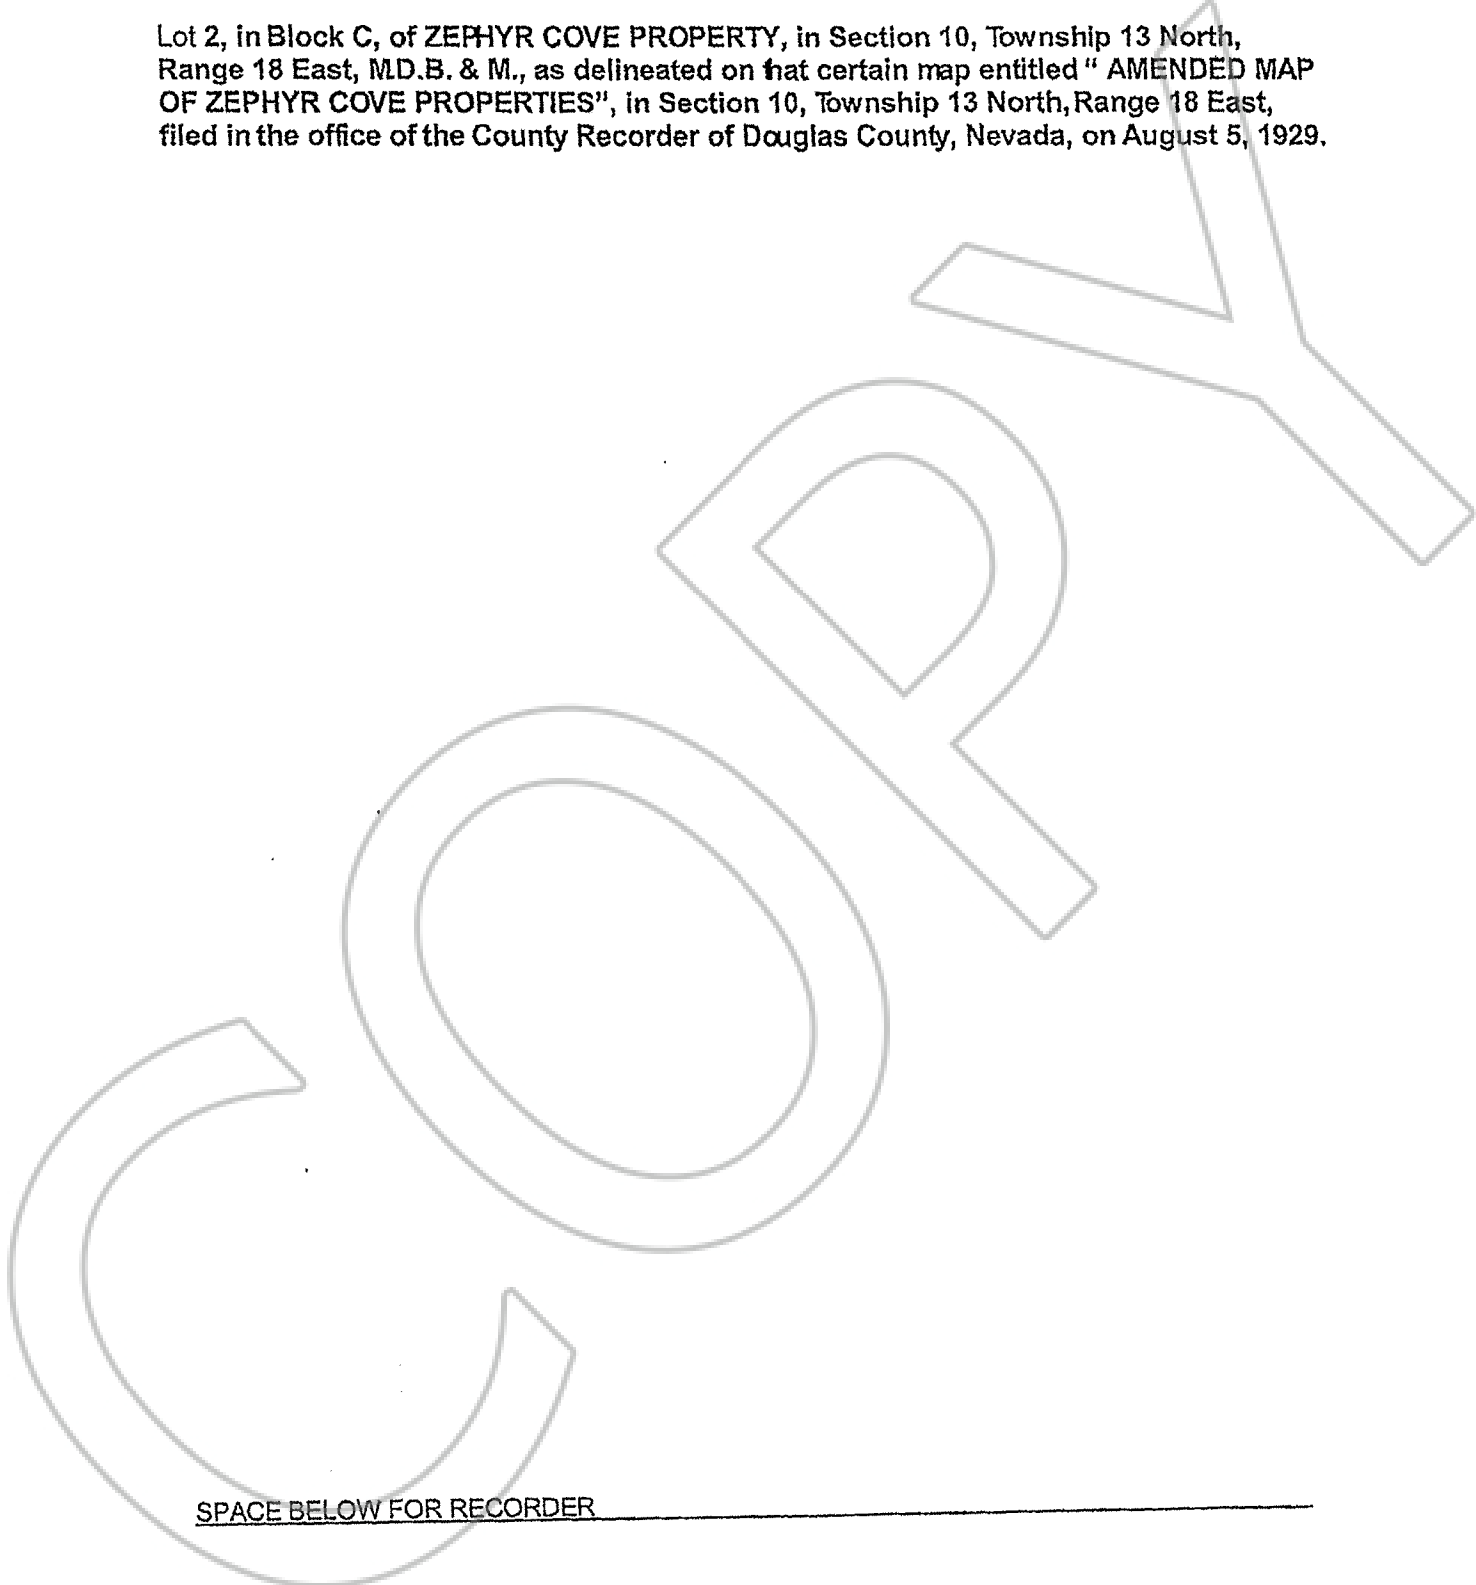 Lot 2, in Block C, of ZEPHYR COVE PROPERTY, in Section 10, Township 13 North,
Range 18 East, M.D.B. & M., as delineated on that certain map entitled " AMENDED MAP
OF ZEPHYR COVE PROPERTIES", in Section 10, Township 13 North, Range 18 East,
filed in the office of the County Recorder of Douglas County, Nevada, on August 5, 1929.
COPY
SPACE BELOW FOR RECORDER